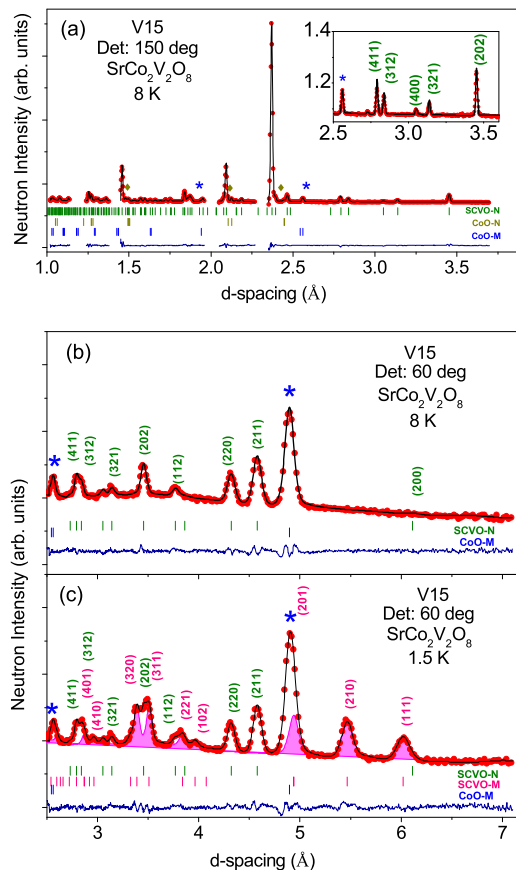 (a)
V15
Det: 150 deg
SrCo2V2O8
8 K
1.4
1.2
(411)
(312)
(400)
(321)
(202)
*
2.5 3.0 3.5
* *
SCVO-N
CoO-N
CoO-M
1.0 1.5 2.0 2.5 3.0 3.5
d-spacing (Å)
Neutron Intensity (arb. units)
(b)
V15
Det: 60 deg
SrCo2V2O8
8 K
*
(411)
(312)
(321)
(202)
(112)
(220)
(211)
*
(200)
SCVO-N
CoO-M
Neutron Intensity (arb. units)
(c)
V15
Det: 60 deg
SrCo2V2O8
1.5 K
*
(411)
(401)
(312)
(410)
(321)
(320)
(202)
(311)
(112)
(221)
(102)
(220)
(211)
*
(201)
(210)
(111)
SCVO-N
SCVO-M
CoO-M
3 4 5 6 7
d-spacing (Å)